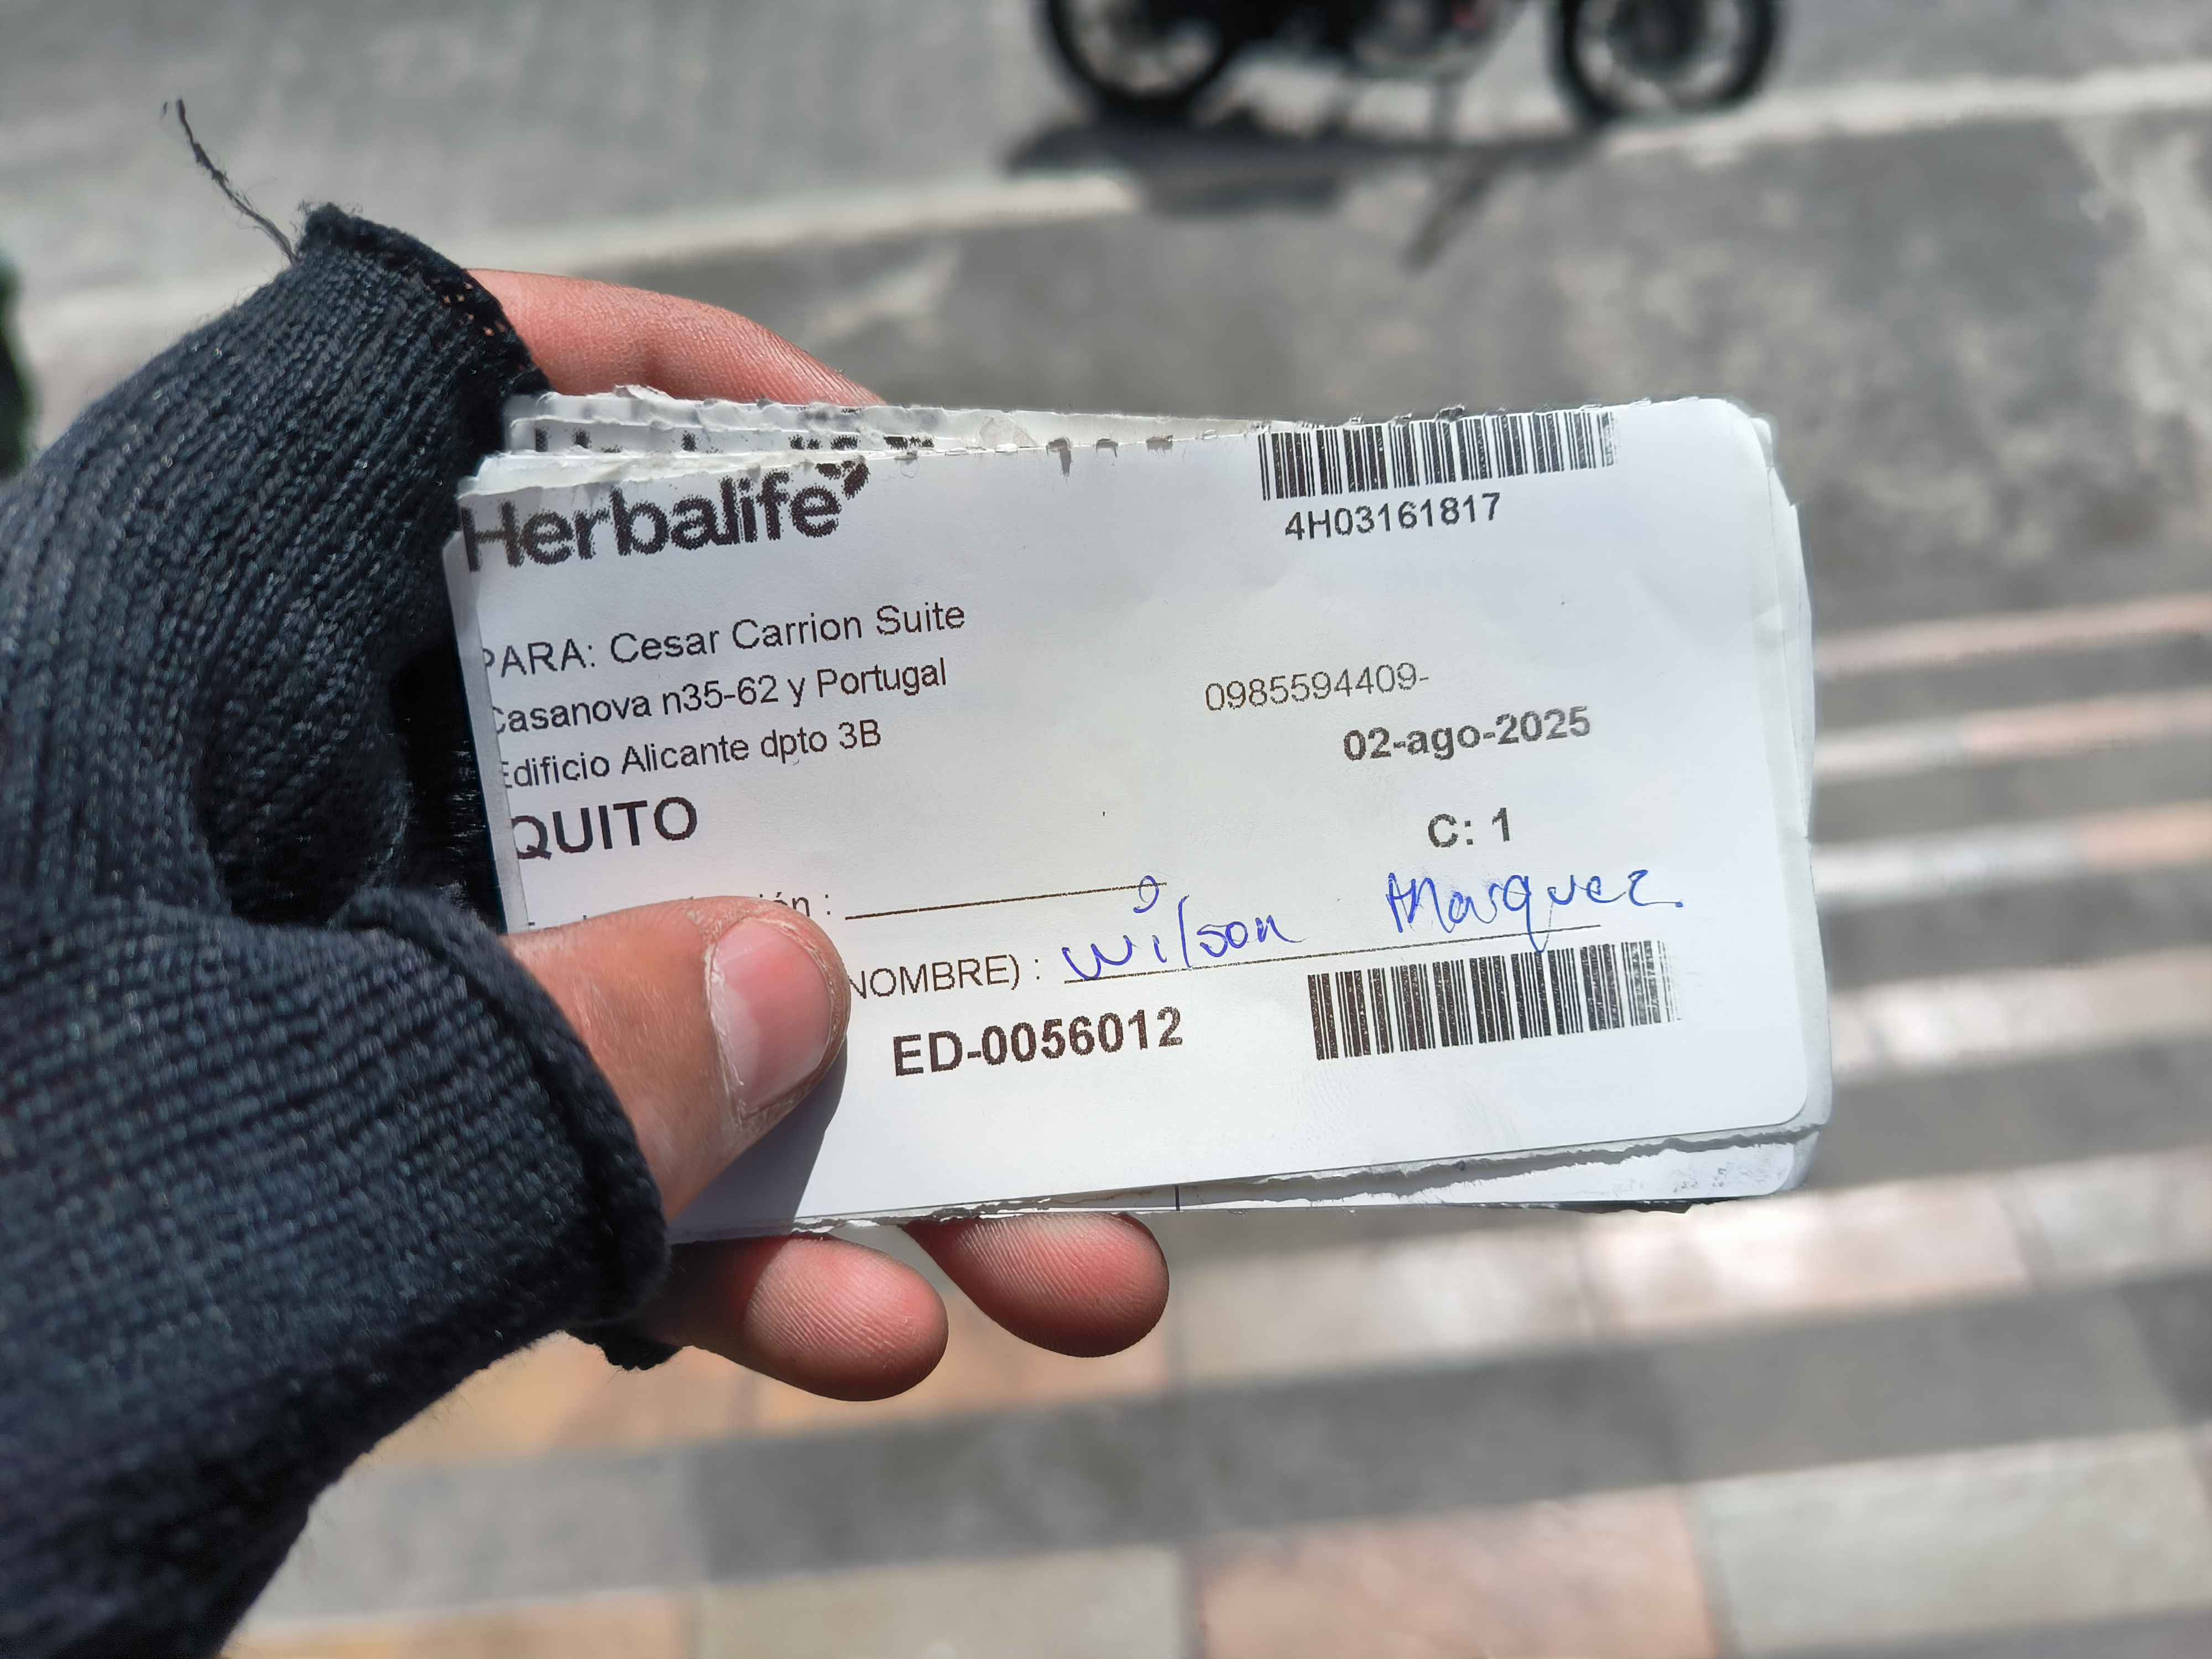 Herbalife
4H03161817
PARA: Cesar Carrion Suite
Casanova n35-62 y Portugal
Edificio Alicante dpto 3B
0985594409-
02-ago-2025
QUITO
C: 1
ón :
NOMBRE) : Wilson Marquez
ED-0056012